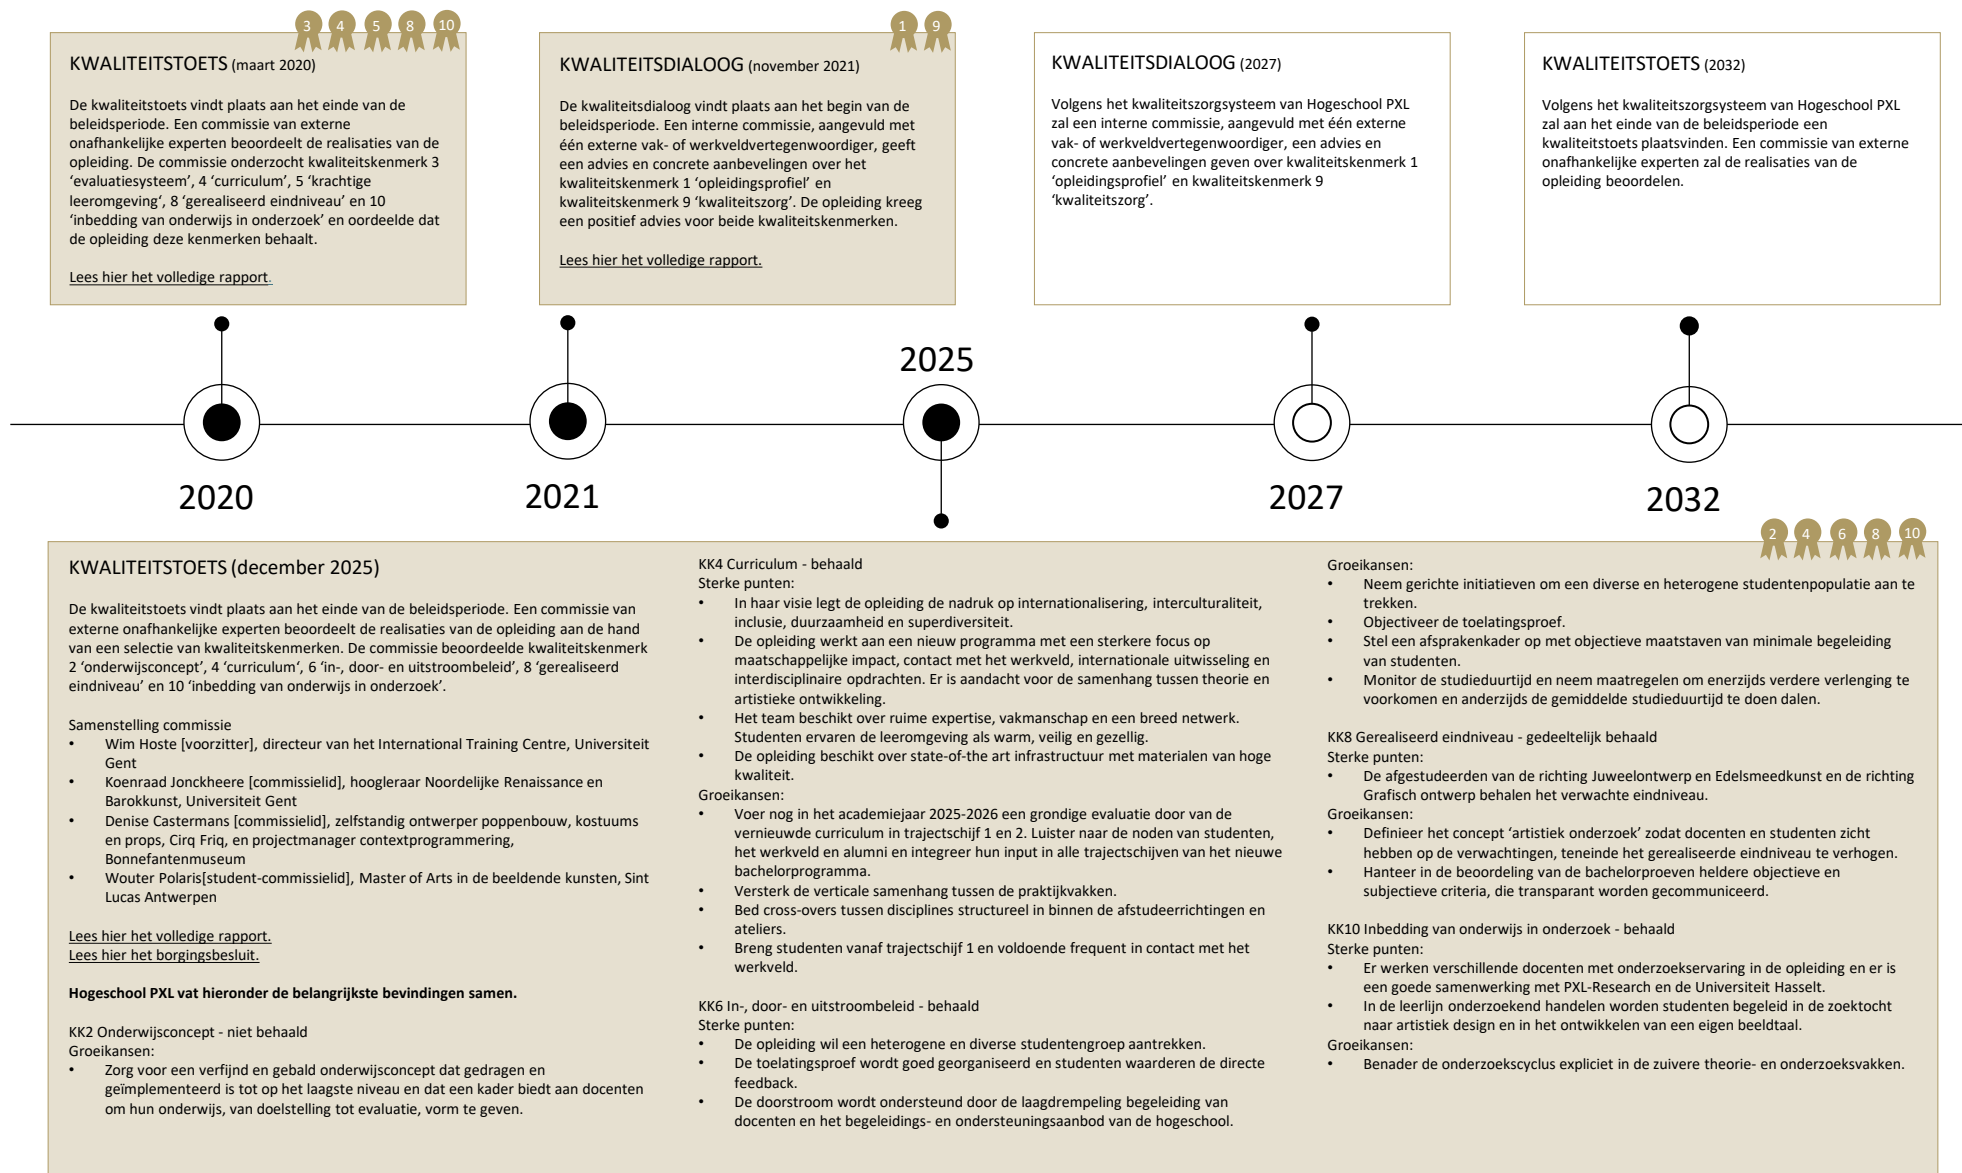 3 4 5 8 10
KWALITEITSTOETS (maart 2020)
De kwaliteitstoets vindt plaats aan het einde van de
beleidsperiode. Een commissie van externe
onafhankelijke experten beoordeelt de realisaties van de
opleiding. De commissie onderzocht kwaliteitskenmerk 3
‘evaluatiesysteem’, 4 ‘curriculum’, 5 ‘krachtige
leeromgeving‘, 8 ‘gerealiseerd eindniveau’ en 10
‘inbedding van onderwijs in onderzoek’ en oordeelde dat
de opleiding deze kenmerken behaalt.
Lees hier het volledige rapport.
1 9
KWALITEITSDIALOOG (november 2021)
De kwaliteitsdialoog vindt plaats aan het begin van de
beleidsperiode. Een interne commissie, aangevuld met
één externe vak- of werkveldvertegenwoordiger, geeft
een advies en concrete aanbevelingen over het
kwaliteitskenmerk 1 ‘opleidingsprofiel’ en
kwaliteitskenmerk 9 ‘kwaliteitszorg’. De opleiding kreeg
een positief advies voor beide kwaliteitskenmerken.
Lees hier het volledige rapport.
KWALITEITSDIALOOG (2027)
Volgens het kwaliteitszorgsysteem van Hogeschool PXL
zal een interne commissie, aangevuld met één externe
vak- of werkveldvertegenwoordiger, een advies en
concrete aanbevelingen geven over kwaliteitskenmerk 1
‘opleidingsprofiel’ en kwaliteitskenmerk 9
‘kwaliteitszorg’.
KWALITEITSTOETS (2032)
Volgens het kwaliteitszorgsysteem van Hogeschool PXL
zal aan het einde van de beleidsperiode een
kwaliteitstoets plaatsvinden. Een commissie van externe
onafhankelijke experten zal de realisaties van de
opleiding beoordelen.
2020
2021
2025
2027
2032
2 4 6 8 10
KWALITEITSTOETS (december 2025)
De kwaliteitstoets vindt plaats aan het einde van de beleidsperiode. Een commissie van
externe onafhankelijke experten beoordeelt de realisaties van de opleiding aan de hand
van een selectie van kwaliteitskenmerken. De commissie beoordeelde kwaliteitskenmerk
2 ‘onderwijsconcept’, 4 ‘curriculum‘, 6 ‘in-, door- en uitstroombeleid’, 8 ‘gerealiseerd
eindniveau’ en 10 ‘inbedding van onderwijs in onderzoek’.
Samenstelling commissie
• Wim Hoste [voorzitter], directeur van het International Training Centre, Universiteit
Gent
• Koenraad Jonckheere [commissielid], hoogleraar Noordelijke Renaissance en
Barokkunst, Universiteit Gent
• Denise Castermans [commissielid], zelfstandig ontwerper poppenbouw, kostuums
en props, Cirq Friq, en projectmanager contextprogrammering,
Bonnefantenmuseum
• Wouter Polaris[student-commissielid], Master of Arts in de beeldende kunsten, Sint
Lucas Antwerpen
Lees hier het volledige rapport.
Lees hier het borgingsbesluit.
Hogeschool PXL vat hieronder de belangrijkste bevindingen samen.
KK2 Onderwijsconcept - niet behaald
Groeikansen:
• Zorg voor een verfijnd en gebald onderwijsconcept dat gedragen en
geïmplementeerd is tot op het laagste niveau en dat een kader biedt aan docenten
om hun onderwijs, van doelstelling tot evaluatie, vorm te geven.
KK4 Curriculum - behaald
Sterke punten:
• In haar visie legt de opleiding de nadruk op internationalisering, interculturaliteit,
inclusie, duurzaamheid en superdiversiteit.
• De opleiding werkt aan een nieuw programma met een sterkere focus op
maatschappelijke impact, contact met het werkveld, internationale uitwisseling en
interdisciplinaire opdrachten. Er is aandacht voor de samenhang tussen theorie en
artistieke ontwikkeling.
• Het team beschikt over ruime expertise, vakmanschap en een breed netwerk.
Studenten ervaren de leeromgeving als warm, veilig en gezellig.
• De opleiding beschikt over state-of-the art infrastructuur met materialen van hoge
kwaliteit.
Groeikansen:
• Voer nog in het academiejaar 2025-2026 een grondige evaluatie door van de
vernieuwde curriculum in trajectschijf 1 en 2. Luister naar de noden van studenten,
het werkveld en alumni en integreer hun input in alle trajectschijven van het nieuwe
bachelorprogramma.
• Versterk de verticale samenhang tussen de praktijkvakken.
• Bed cross-overs tussen disciplines structureel in binnen de afstudeerrichtingen en
ateliers.
• Breng studenten vanaf trajectschijf 1 en voldoende frequent in contact met het
werkveld.
KK6 In-, door- en uitstroombeleid - behaald
Sterke punten:
• De opleiding wil een heterogene en diverse studentengroep aantrekken.
• De toelatingsproef wordt goed georganiseerd en studenten waarderen de directe
feedback.
• De doorstroom wordt ondersteund door de laagdrempeling begeleiding van
docenten en het begeleidings- en ondersteuningsaanbod van de hogeschool.
Groeikansen:
• Neem gerichte initiatieven om een diverse en heterogene studentenpopulatie aan te
trekken.
• Objectiveer de toelatingsproef.
• Stel een afsprakenkader op met objectieve maatstaven van minimale begeleiding
van studenten.
• Monitor de studieduurtijd en neem maatregelen om enerzijds verdere verlenging te
voorkomen en anderzijds de gemiddelde studieduurtijd te doen dalen.
KK8 Gerealiseerd eindniveau - gedeeltelijk behaald
Sterke punten:
• De afgestudeerden van de richting Juweelontwerp en Edelsmeedkunst en de richting
Grafisch ontwerp behalen het verwachte eindniveau.
Groeikansen:
• Definieer het concept ‘artistiek onderzoek’ zodat docenten en studenten zicht
hebben op de verwachtingen, teneinde het gerealiseerde eindniveau te verhogen.
• Hanteer in de beoordeling van de bachelorproeven heldere objectieve en
subjectieve criteria, die transparant worden gecommuniceerd.
KK10 Inbedding van onderwijs in onderzoek - behaald
Sterke punten:
• Er werken verschillende docenten met onderzoekservaring in de opleiding en er is
een goede samenwerking met PXL-Research en de Universiteit Hasselt.
• In de leerlijn onderzoekend handelen worden studenten begeleid in de zoektocht
naar artistiek design en in het ontwikkelen van een eigen beeldtaal.
Groeikansen:
• Benader de onderzoekscyclus expliciet in de zuivere theorie- en onderzoeksvakken.